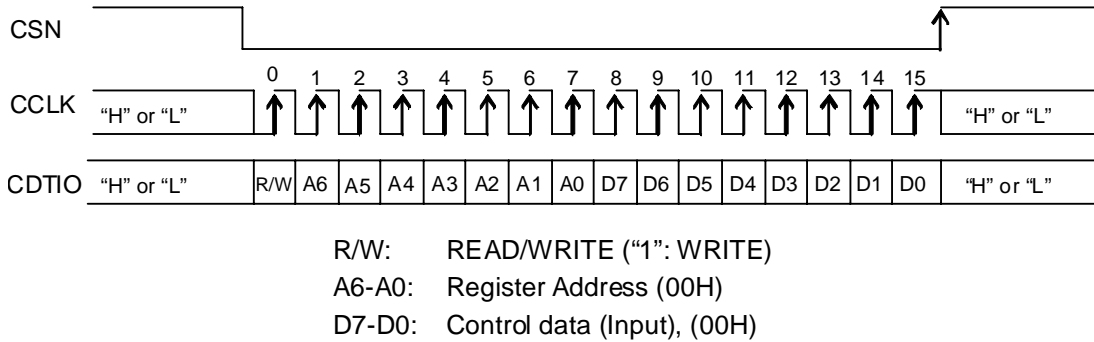 CSN
0 1 2 3 4 5 6 7 8 9 10 11 12 13 14 15
CCLK “H” or “L” “H” or “L”
CDTIO “H” or “L” R/W A6 A5 A4 A3 A2 A1 A0 D7 D6 D5 D4 D3 D2 D1 D0 “H” or “L”
R/W: READ/WRITE (“1”: WRITE)
A6-A0: Register Address (00H)
D7-D0: Control data (Input), (00H)